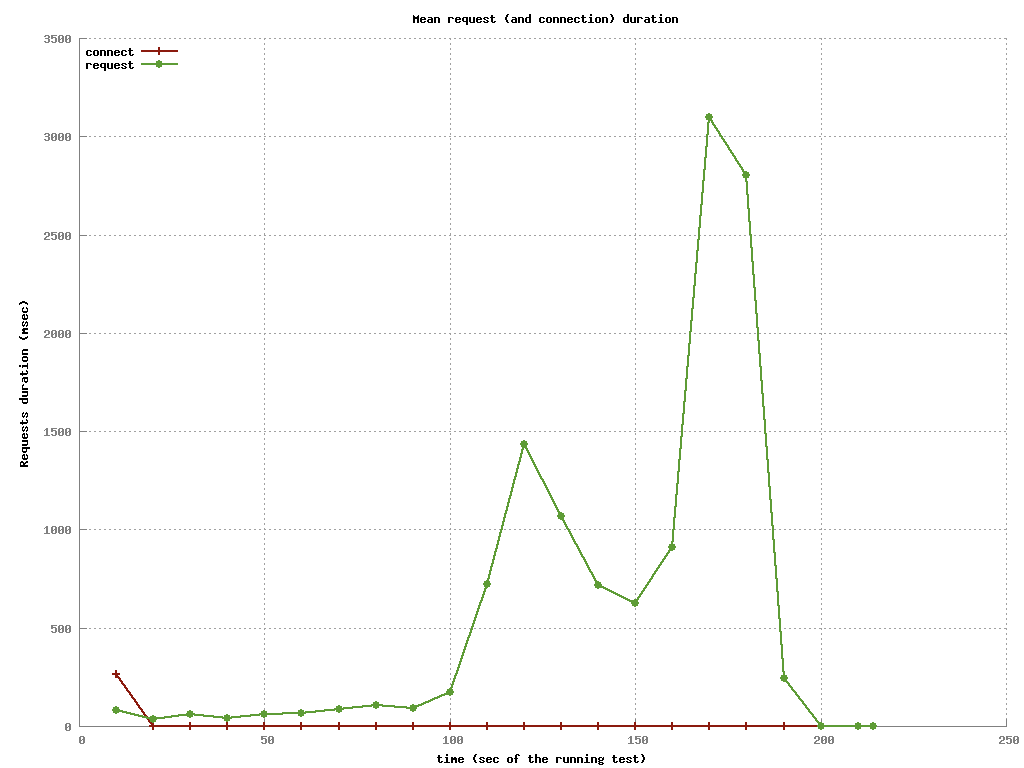 Mean request (and connection) duration
3500
connect
request
3000
2500
2000
1500
1000
500
0
Requests duration (msec)
0 50 100 150 200 250
time (sec of the running test)